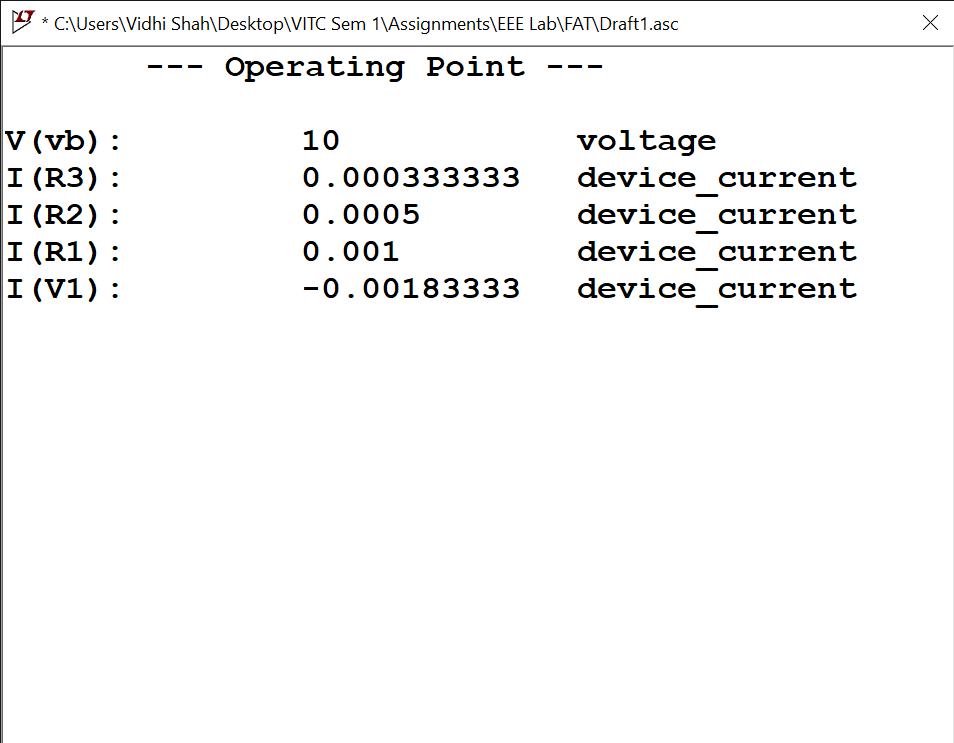 * C:\Users\Vidhi Shah\Desktop\VITC Sem 1\Assignments\EEE Lab\FAT\Draft1.asc
--- Operating Point ---
V(vb): 10 voltage
I(R3): 0.000333333 device_current
I(R2): 0.0005 device_current
I(R1): 0.001 device_current
I(V1): -0.00183333 device_current